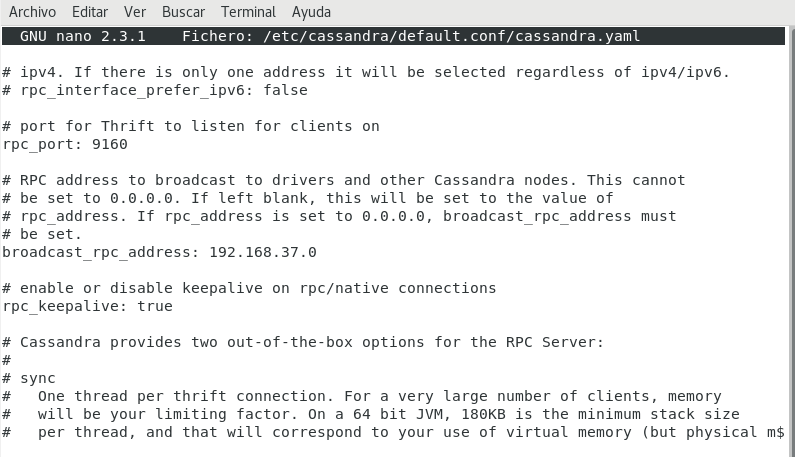 Archivo Editar Ver Buscar Terminal Ayuda
GNU nano 2.3.1 Fichero: /etc/cassandra/default.conf/cassandra.yaml
# ipv4. If there is only one address it will be selected regardless of ipv4/ipv6.
# rpc_interface_prefer_ipv6: false
# port for Thrift to listen for clients on
rpc_port: 9160
# RPC address to broadcast to drivers and other Cassandra nodes. This cannot
# be set to 0.0.0.0. If left blank, this will be set to the value of
# rpc_address. If rpc_address is set to 0.0.0.0, broadcast_rpc_address must
# be set.
broadcast_rpc_address: 192.168.37.0
# enable or disable keepalive on rpc/native connections
rpc_keepalive: true
# Cassandra provides two out-of-the-box options for the RPC Server:
#
# sync
#   One thread per thrift connection. For a very large number of clients, memory
#   will be your limiting factor. On a 64 bit JVM, 180KB is the minimum stack size
#   per thread, and that will correspond to your use of virtual memory (but physical m$